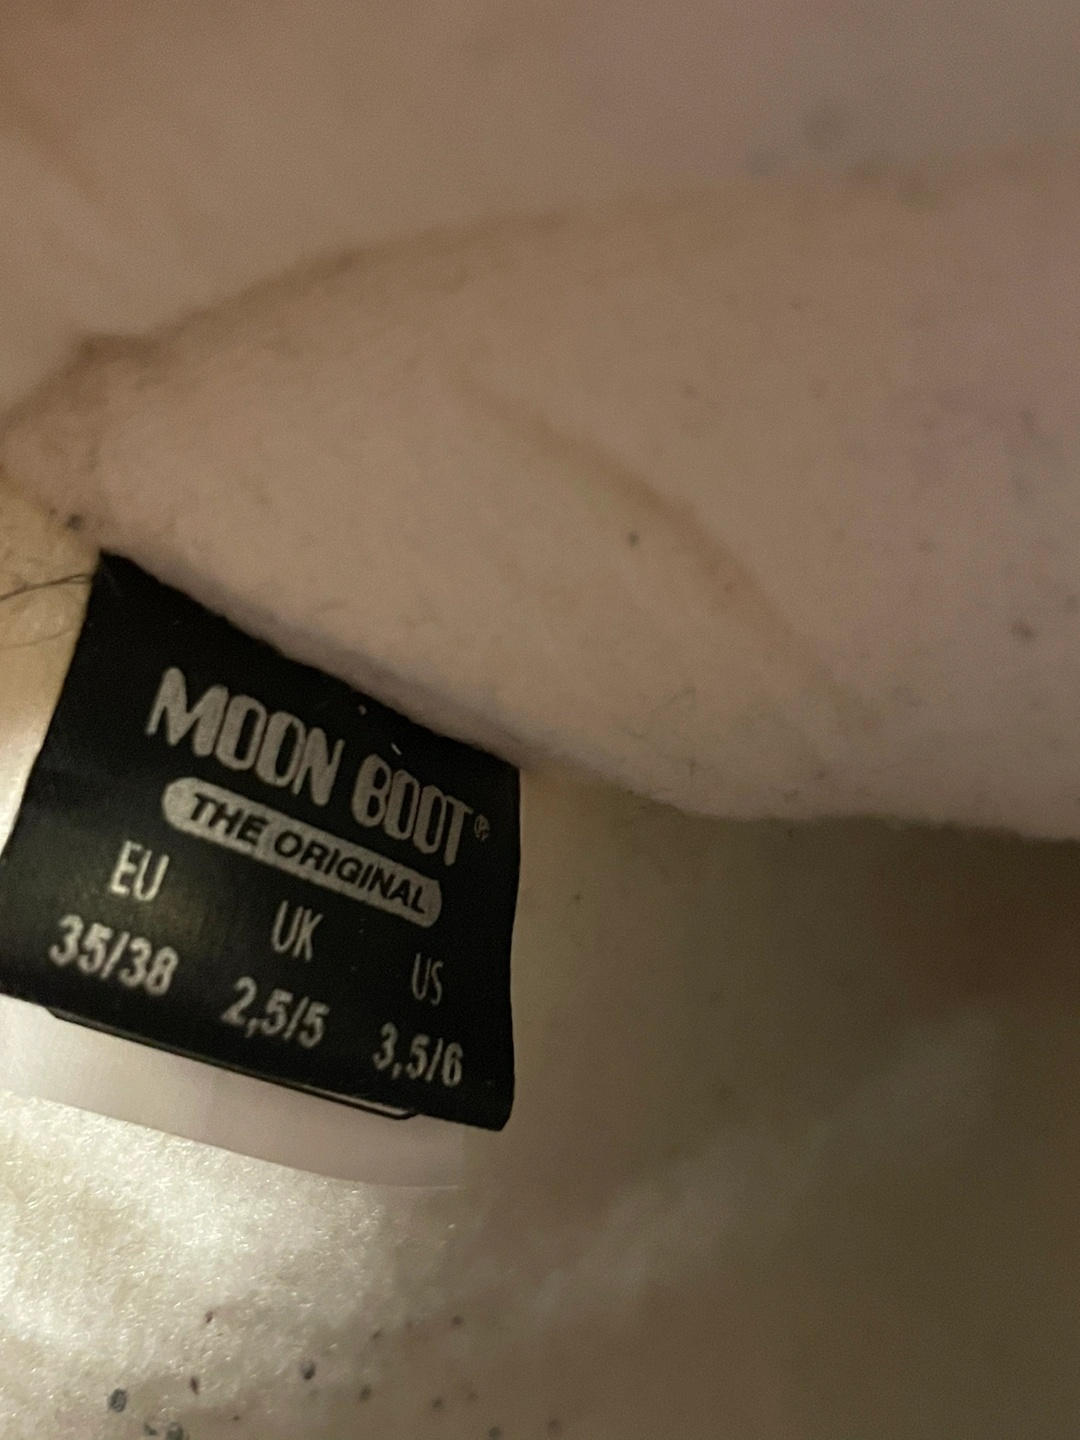 MOON BOOT®
THE ORIGINAL
EU UK US
35/38 2,5/5 3,5/6